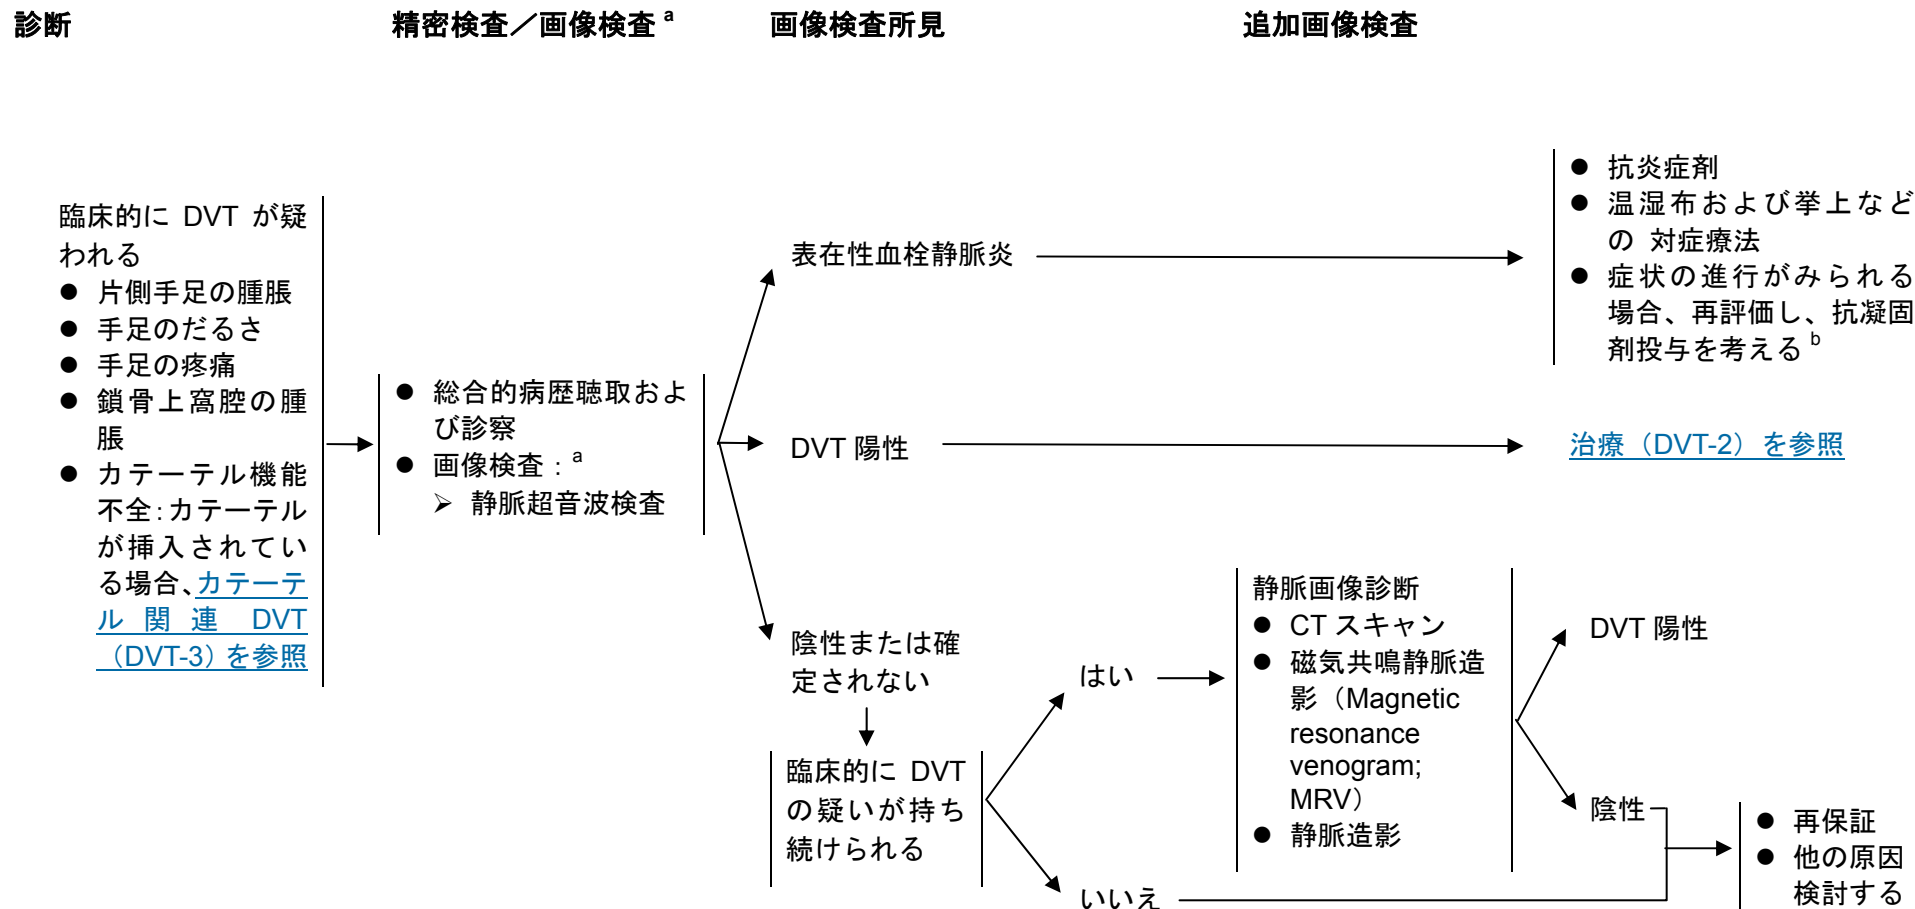 診断
精密検査／画像検査 a
画像検査所見
追加画像検査
臨床的に DVT が疑
われる
● 片側手足の腫脹
● 手足のだるさ
● 手足の疼痛
● 鎖骨上窩腔の腫
脹
● カテーテル機能
不全:カテーテル
が挿入されてい
る場合、カテーテ
ル関連 DVT
（DVT-3）を参照
● 総合的病歴聴取およ
び診察
● 画像検査：a
➢ 静脈超音波検査
表在性血栓静脈炎
● 抗炎症剤
● 温湿布および挙上など
の 対症療法
● 症状の進行がみられる
場合、再評価し、抗凝固
剤投与を考える b
DVT 陽性
治療（DVT-2）を参照
陰性または確
定されない
臨床的に DVT
の疑いが持ち
続けられる
はい
いいえ
静脈画像診断
● CT スキャン
● 磁気共鳴静脈造
影（Magnetic
resonance
venogram;
MRV）
● 静脈造影
DVT 陽性
陰性
● 再保証
● 他の原因
検討する